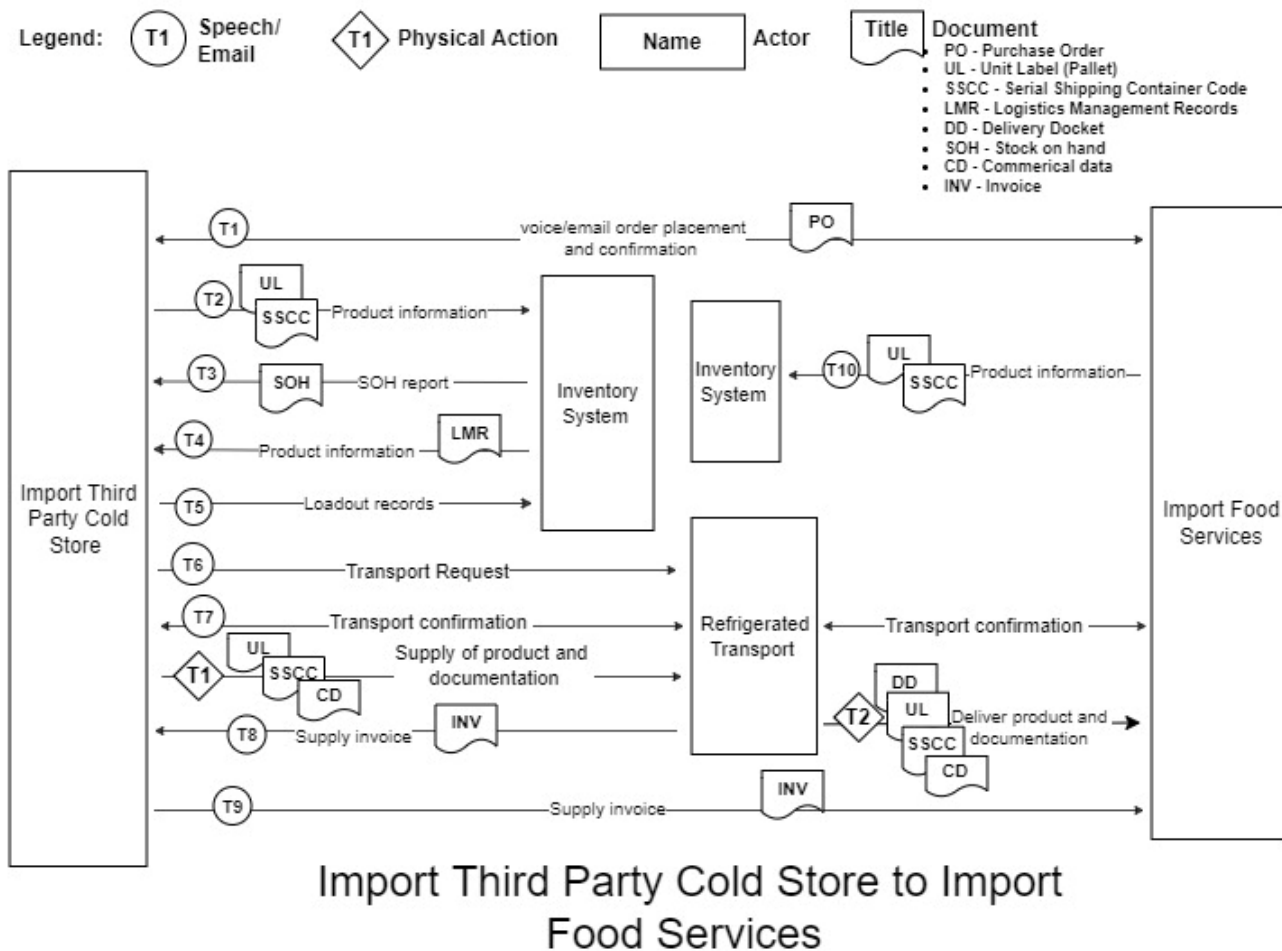 Legend:
T1
Speech/
Email
T1
Physical Action
Name
Actor
Title
Document
• PO - Purchase Order
• UL - Unit Label (Pallet)
• SSCC - Serial Shipping Container Code
• LMR - Logistics Management Records
• DD - Delivery Docket
• SOH - Stock on hand
• CD - Commerical data
• INV - Invoice
Import Third
Party Cold
Store
Import Food
Services
T1
voice/email order placement
and confirmation
PO
T2
UL
SSCC
Product information
Inventory
System
Inventory
System
T3
SOH
SOH report
T10
UL
SSCC
Product information
T4
Product information
LMR
T5
Loadout records
T6
Transport Request
Refrigerated
Transport
T7
Transport confirmation
Transport confirmation
T1
UL
SSCC
CD
Supply of product and
documentation
T8
Supply invoice
INV
T2
DD
UL
SSCC
CD
Deliver product and
documentation
T9
Supply invoice
INV
Import Third Party Cold Store to Import
Food Services